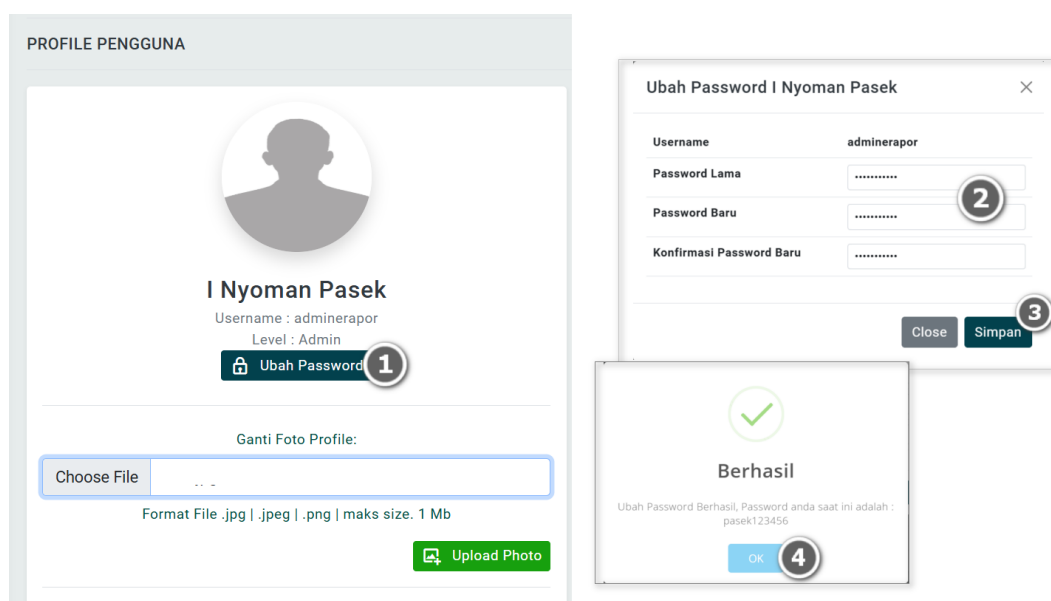 PROFILE PENGGUNA
I Nyoman Pasek
Username : adminerapor
Level : Admin
Ubah Password
1
Ganti Foto Profile:
Choose File
Format File .jpg | .jpeg | .png | maks size. 1 Mb
Upload Photo
Ubah Password I Nyoman Pasek
Username adminerapor
Password Lama ...........
2
Password Baru ...........
Konfirmasi Password Baru ...........
3
Close Simpan
Berhasil
Ubah Password Berhasil, Password anda saat ini adalah :
pasek123456
OK
4